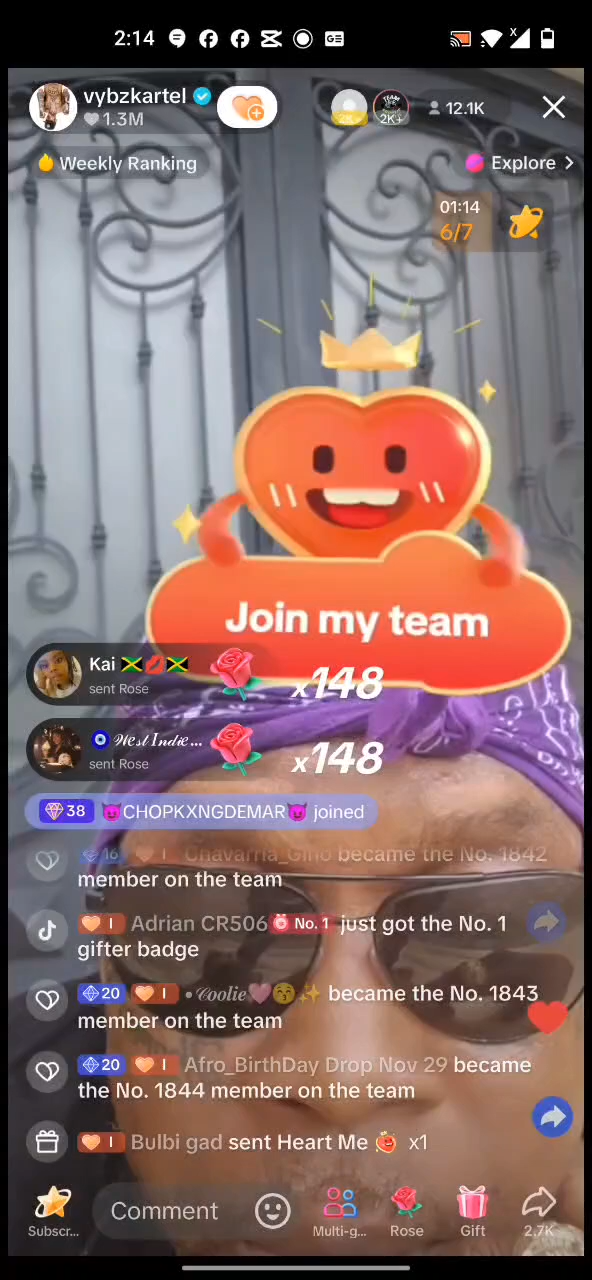 2:14
vybzkartel
1.3M
2K+
12.1K
Weekly Ranking
Explore >
01:14
6/7
Join my team
Kai 🇯🇲💋🇯🇲
sent Rose
x148
🧿 𝒲𝑒𝓈𝓉 𝐼𝓃𝒹𝒾𝑒...
sent Rose
x148
38 😈CHOPKXNGDEMAR😈 joined
16 I Chavarria_Gino became the No. 1842
member on the team
I Adrian CR506 No. 1 just got the No. 1
gifter badge
20 I •𝒞𝑜𝑜𝓁𝒾𝑒🩷😚✨ became the No. 1843
member on the team
20 I Afro_BirthDay Drop Nov 29 became
the No. 1844 member on the team
I Bulbi gad sent Heart Me x1
Comment
Subscr...
Multi-g...
Rose
Gift
2.7K